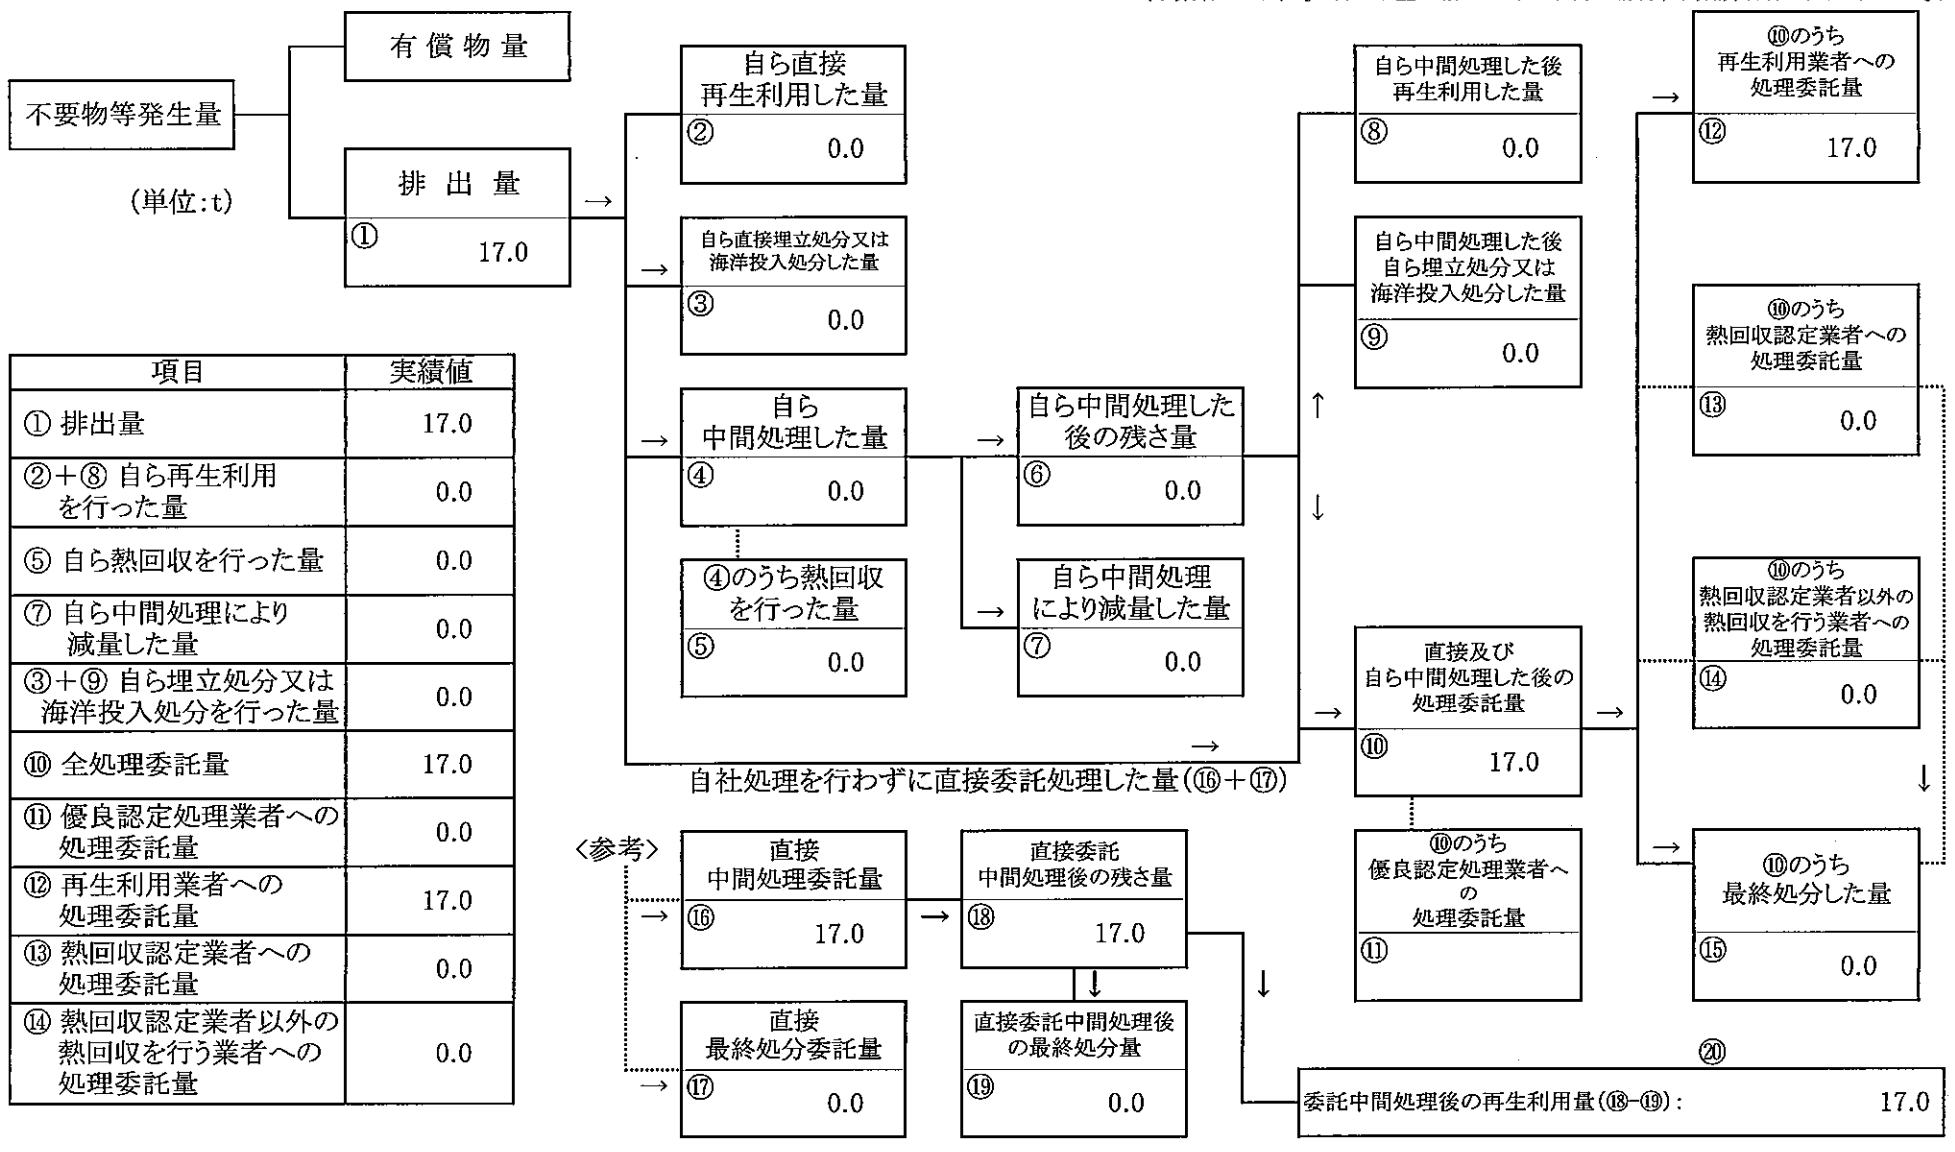 有償物量
不要物等発生量
(単位:t)
排出量
① 17.0
→
自ら直接
再生利用した量
② 0.0
→
自ら直接埋立処分又は
海洋投入処分した量
③ 0.0
→
自ら
中間処理した量
④ 0.0
④のうち熱回収
を行った量
⑤ 0.0
→
自ら中間処理した
後の残さ量
⑥ 0.0
→
自ら中間処理
により減量した量
⑦ 0.0
↑
↓
自ら中間処理した後
再生利用した量
⑧ 0.0
自ら中間処理した後
自ら埋立処分又は
海洋投入処分した量
⑨ 0.0
→
自社処理を行わずに直接委託処理した量(⑯+⑰)
→
直接及び
自ら中間処理した後の
処理委託量
⑩ 17.0
→
⑩のうち
優良認定処理業者へ
の
処理委託量
⑪
→
⑩のうち
再生利用業者への
処理委託量
⑫ 17.0
⑩のうち
熱回収認定業者への
処理委託量
⑬ 0.0
⑩のうち
熱回収認定業者以外の
熱回収を行う業者への
処理委託量
⑭ 0.0
↓
→
⑩のうち
最終処分した量
⑮ 0.0
項目 実績値
① 排出量 17.0
②+⑧ 自ら再生利用
を行った量 0.0
⑤ 自ら熱回収を行った量 0.0
⑦ 自ら中間処理により
減量した量 0.0
③+⑨ 自ら埋立処分又は
海洋投入処分を行った量 0.0
⑩ 全処理委託量 17.0
⑪ 優良認定処理業者への
処理委託量 0.0
⑫ 再生利用業者への
処理委託量 17.0
⑬ 熱回収認定業者への
処理委託量 0.0
⑭ 熱回収認定業者以外の
熱回収を行う業者への
処理委託量 0.0
<参考>
→
直接
中間処理委託量
⑯ 17.0
→
直接委託
中間処理後の残さ量
⑱ 17.0
↓
→
直接
最終処分委託量
⑰ 0.0
直接委託中間処理後
の最終処分量
⑲ 0.0
↓
⑳
委託中間処理後の再生利用量(⑱-⑲): 17.0